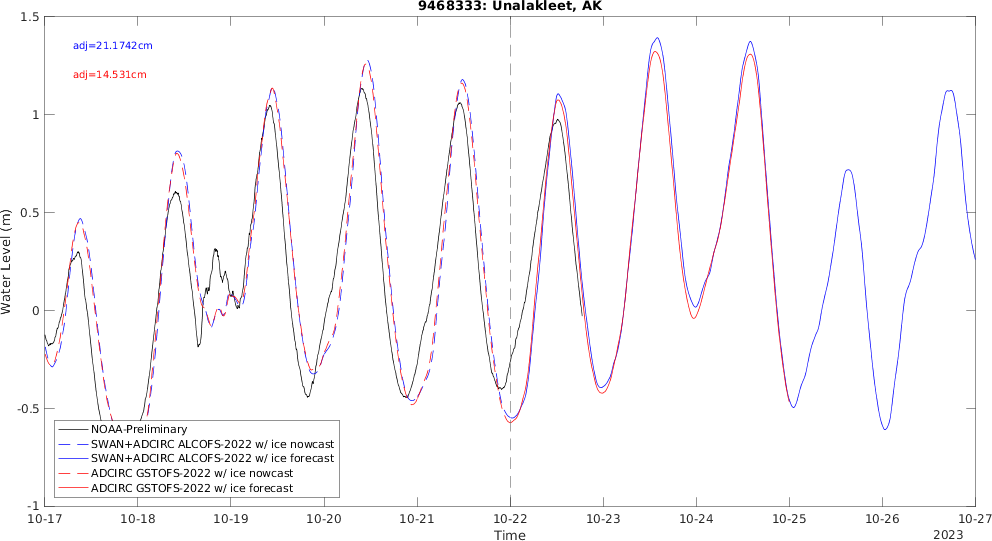 9468333: Unalakleet, AK
1.5
1
0.5
0
-0.5
-1
Water Level (m)
adj=21.1742cm
adj=14.531cm
NOAA-Preliminary
SWAN+ADCIRC ALCOFS-2022 w/ ice nowcast
SWAN+ADCIRC ALCOFS-2022 w/ ice forecast
ADCIRC GSTOFS-2022 w/ ice nowcast
ADCIRC GSTOFS-2022 w/ ice forecast
10-17 10-18 10-19 10-20 10-21 10-22 10-23 10-24 10-25 10-26 10-27
Time
2023